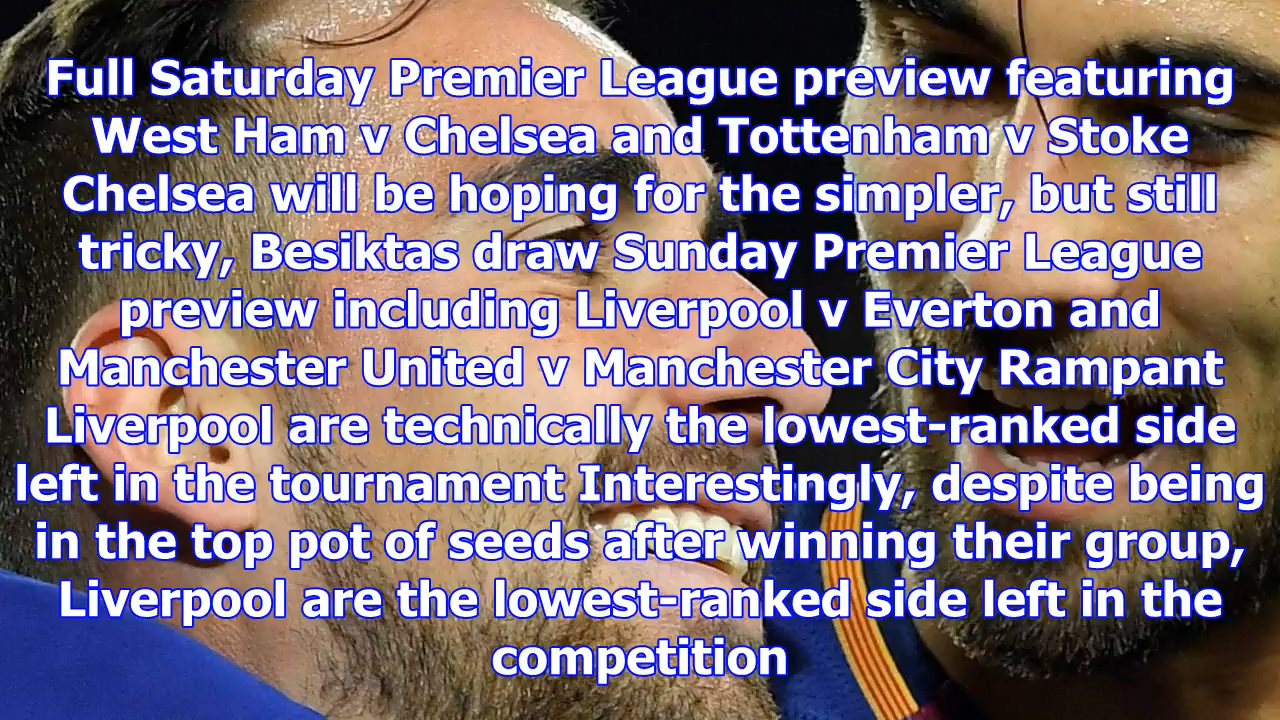 Full Saturday Premier League preview featuring
West Ham v Chelsea and Tottenham v Stoke
Chelsea will be hoping for the simpler, but still
tricky, Besiktas draw Sunday Premier League
preview including Liverpool v Everton and
Manchester United v Manchester City Rampant
Liverpool are technically the lowest-ranked side
left in the tournament Interestingly, despite being
in the top pot of seeds after winning their group,
Liverpool are the lowest-ranked side left in the
competition